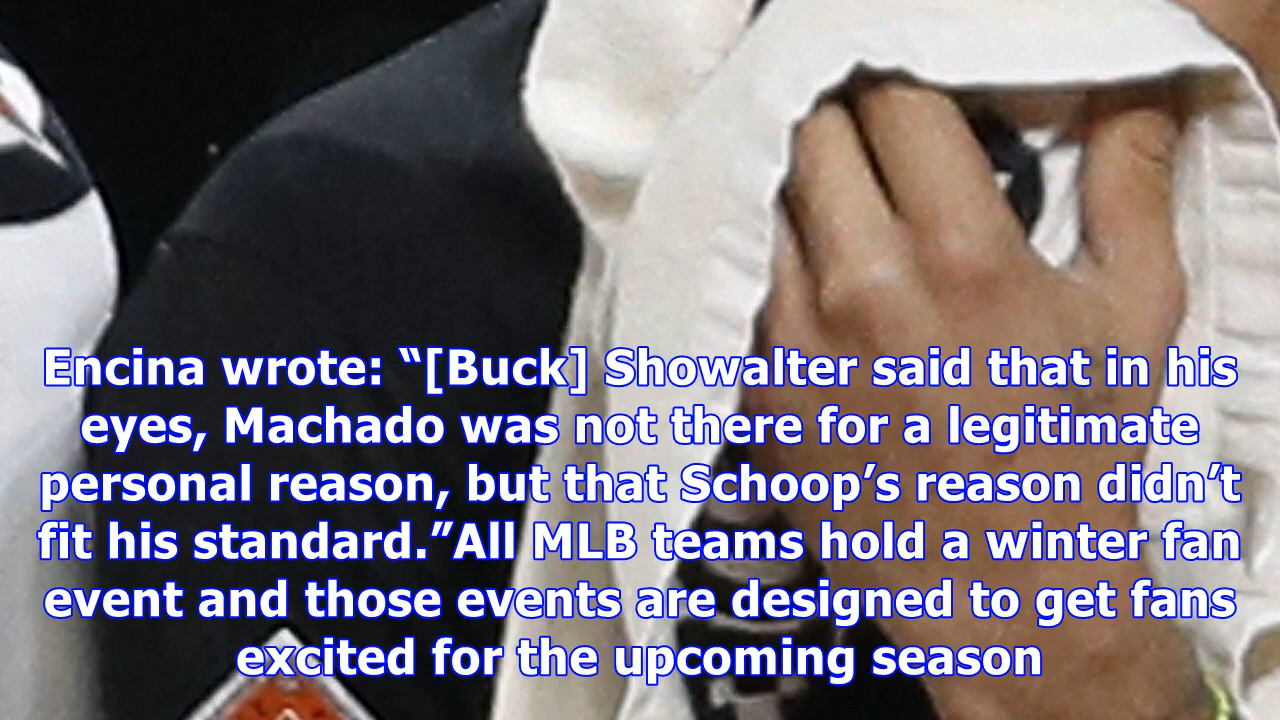 Encina wrote: “[Buck] Showalter said that in his
eyes, Machado was not there for a legitimate
personal reason, but that Schoop’s reason didn’t
fit his standard.”All MLB teams hold a winter fan
event and those events are designed to get fans
excited for the upcoming season